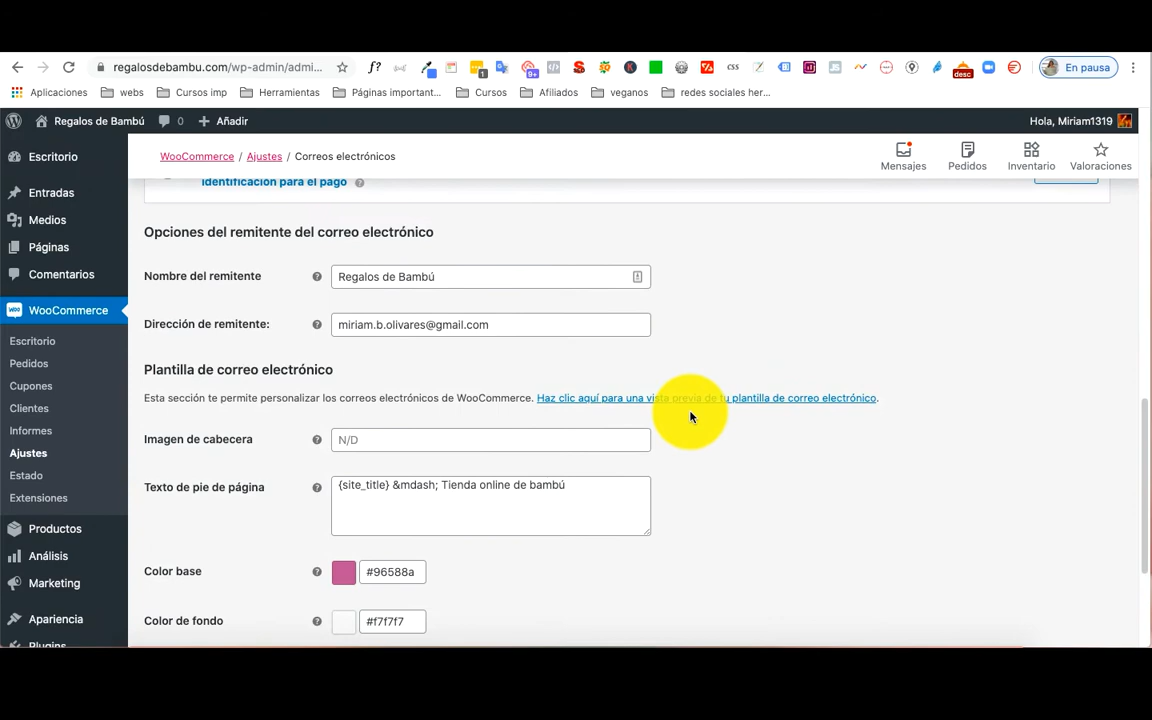 regalosdebambu.com/wp-admin/admi...
f?
1
9+
CSS
JS
desc
En pausa
Aplicaciones
webs
Cursos imp
Herramientas
Páginas important...
Cursos
Afiliados
veganos
redes sociales her...
Regalos de Bambú
0
Añadir
Hola, Miriam1319
Escritorio
Entradas
Medios
Páginas
Comentarios
WooCommerce
Escritorio
Pedidos
Cupones
Clientes
Informes
Ajustes
Estado
Extensiones
Productos
Análisis
Marketing
Apariencia
Plugins
WooCommerce / Ajustes / Correos electrónicos
Mensajes
Pedidos
Inventario
Valoraciones
Identificación para el pago
Opciones del remitente del correo electrónico
Nombre del remitente
Regalos de Bambú
Dirección de remitente:
miriam.b.olivares@gmail.com
Plantilla de correo electrónico
Esta sección te permite personalizar los correos electrónicos de WooCommerce. Haz clic aquí para una vista previa de tu plantilla de correo electrónico.
Imagen de cabecera
N/D
Texto de pie de página
{site_title} &mdash; Tienda online de bambú
Color base
#96588a
Color de fondo
#f7f7f7